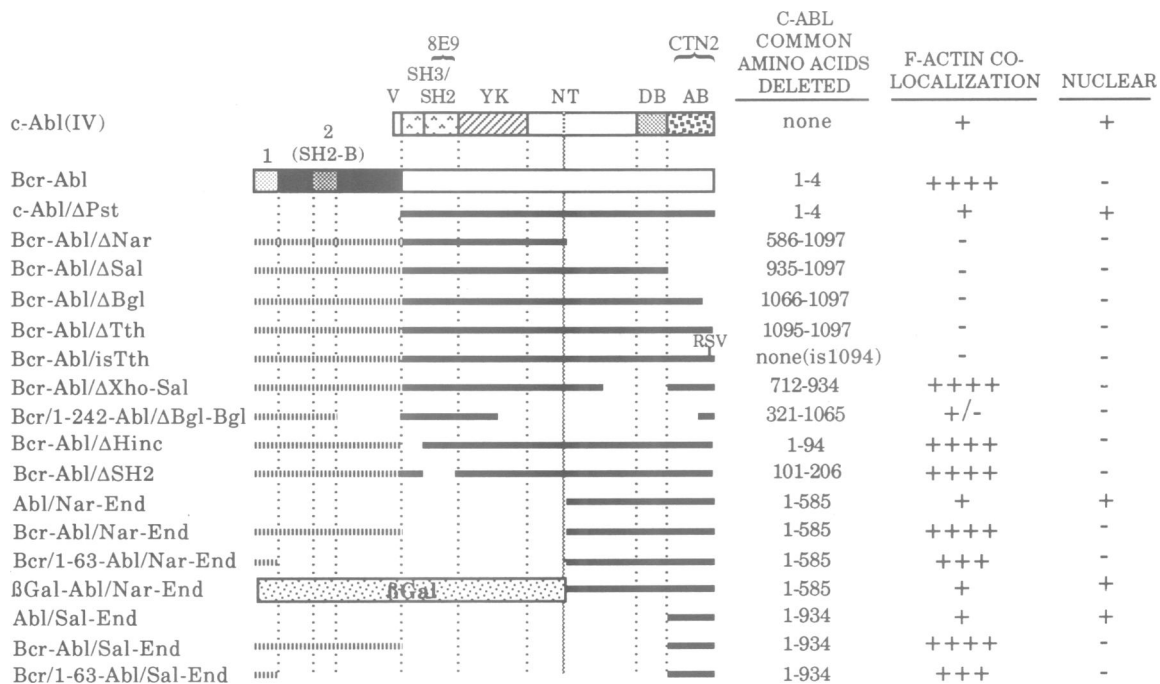 C-ABL
COMMON
AMINO ACIDS
DELETED
F-ACTIN CO-
LOCALIZATION
NUCLEAR
8E9
CTN2
SH3/
V SH2 YK NT DB AB
c-Abl(IV) none + +
1 2
(SH2-B)
Bcr-Abl 1-4 ++++ -
c-Abl/ΔPst 1-4 + +
Bcr-Abl/ΔNar 586-1097 - -
Bcr-Abl/ΔSal 935-1097 - -
Bcr-Abl/ΔBgl 1066-1097 - -
Bcr-Abl/ΔTth 1095-1097 - -
RSV
Bcr-Abl/isTth none(is1094) - -
Bcr-Abl/ΔXho-Sal 712-934 ++++ -
Bcr/1-242-Abl/ΔBgl-Bgl 321-1065 +/- -
Bcr-Abl/ΔHinc 1-94 ++++ -
Bcr-Abl/ΔSH2 101-206 ++++ -
Abl/Nar-End 1-585 + +
Bcr-Abl/Nar-End 1-585 ++++ -
Bcr/1-63-Abl/Nar-End 1-585 +++ -
ßGal-Abl/Nar-End ßGal 1-585 + +
Abl/Sal-End 1-934 + +
Bcr-Abl/Sal-End 1-934 ++++ -
Bcr/1-63-Abl/Sal-End 1-934 +++ -